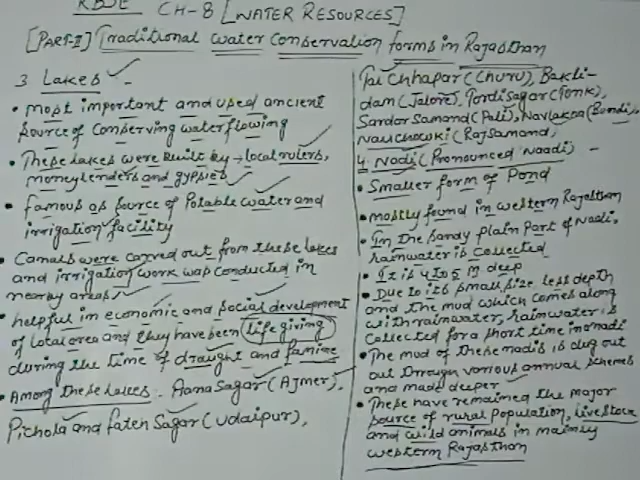 RBSE CH-8 [WATER RESOURCES]
[PART-II] Traditional water Conservation forms in Rajasthan
3 Lakes -
• most important and used ancient
source of conserving waterflowing
• These lakes were built by → local rulers,
moneylenders and gypsies
• famous as source of Potable water and
irrigation facility
• Canals were carved out from these lakes
and irrigation work was conducted in
nearby areas
• helpful in economic and social development
of local area and they have been life giving
during the time of draught and famine
• Among these lakes - Aana Sagar (Ajmer),
Pichola and Fateh Sagar (Udaipur),
Tal Chhapar (Churu), Bakli-
dam (Jalore), Tordi Sagar (Tonk),
Sardar Samand (Pali), Navlakha (Bundi),
Nauchowki (Rajsamand)
4 Nadi (Pronounced Naadi) -
• Smaller form of Pond
• mostly found in western Rajasthan
• In the sandy plain part of Nadi,
rainwater is collected
• It is 4 to 5 m deep
• Due to its small size less depth
and the mud which comes along
with rainwater, rainwater is
collected for a short time in nadi
• The mud of these nadis is dug out
out through various annual schemes
and made deeper
• These have remained the major
source of rural population, livestock
and wild animals in mainly
western Rajasthan